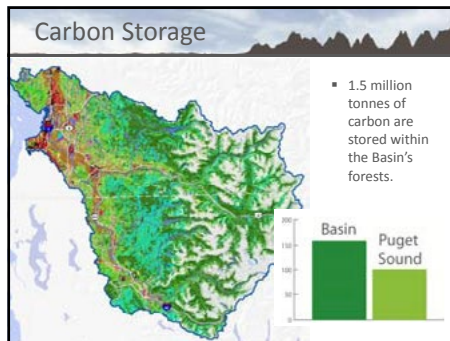 Carbon Storage
▪ 1.5 million
tonnes of
carbon are
stored within
the Basin's
forests.
200
150
100
50
0
Basin
Puget
Sound